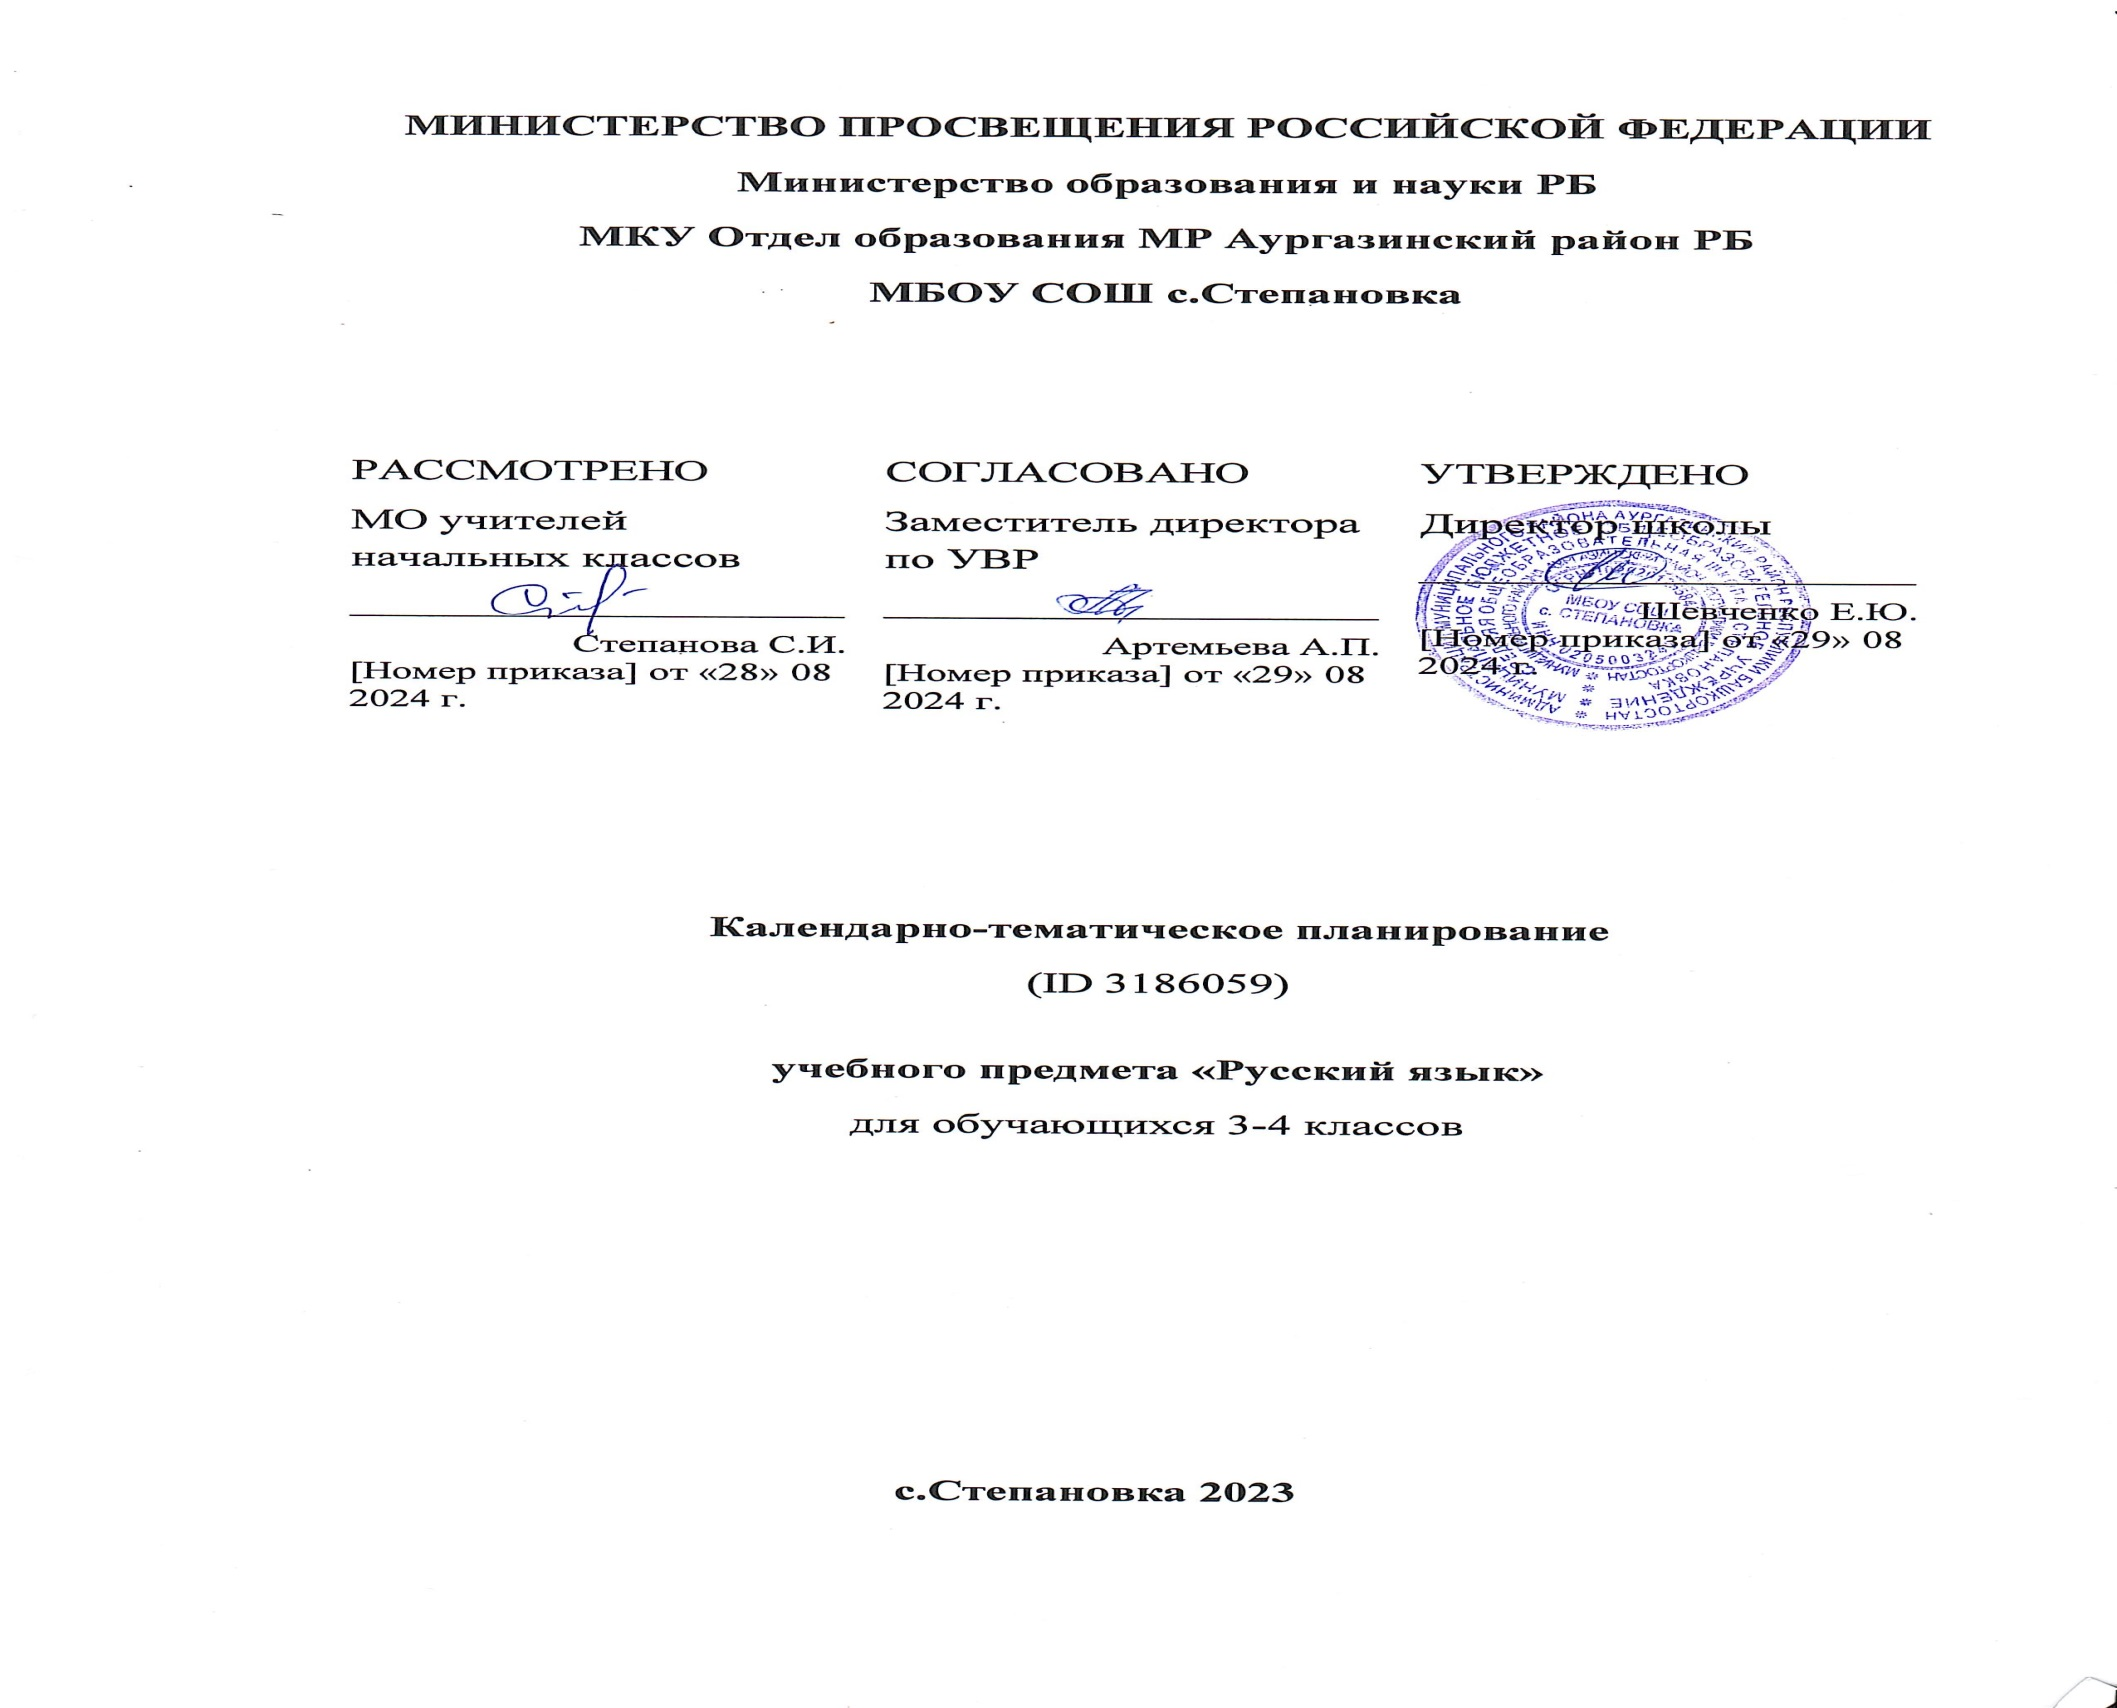 МИНИСТЕРСТВО ПРОСВЕЩЕНИЯ РОССИЙСКОЙ ФЕДЕРАЦИИ
Министерство образования и науки РБ
МКУ Отдел образования МР Аургазинский район РБ
МБОУ СОШ с.Степановка
РАССМОТРЕНО
МО учителей
начальных классов
Степанова С.И.
[Номер приказа] от «28» 08
2024 г.
СОГЛАСОВАНО
Заместитель директора
по УВР
Артемьева А.П.
[Номер приказа] от «29» 08
2024 г.
УТВЕРЖДЕНО
Директор школы
Шевченко Е.Ю.
[Номер приказа] от «29» 08
2024 г.
МБОУ СОШ
с. СТЕПАНОВКА
Календарно-тематическое планирование
(ID 3186059)
учебного предмета «Русский язык»
для обучающихся 3-4 классов
с.Степановка 2023